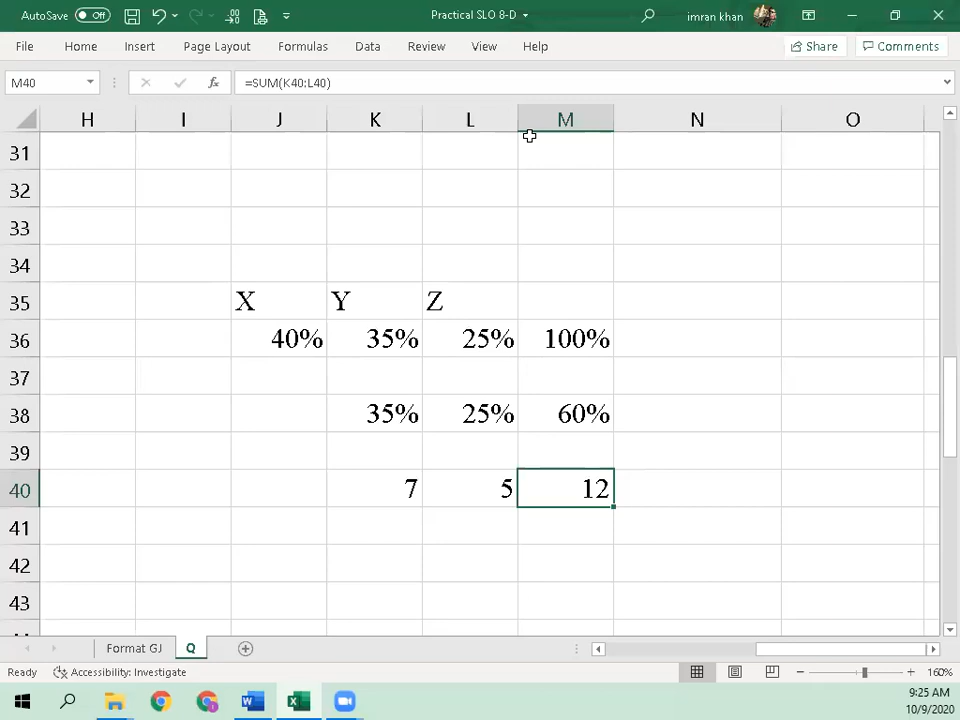 AutoSave Off Practical SLO 8-D imran khan
File Home Insert Page Layout Formulas Data Review View Help Share Comments
M40 fx =SUM(K40:L40)
H I J K L M N O
31
32
33
34
35 X Y Z
36 40% 35% 25% 100%
37
38 35% 25% 60%
39
40 7 5 12
41
42
43
Format GJ Q
Ready Accessibility: Investigate 160%
9:25 AM
10/9/2020